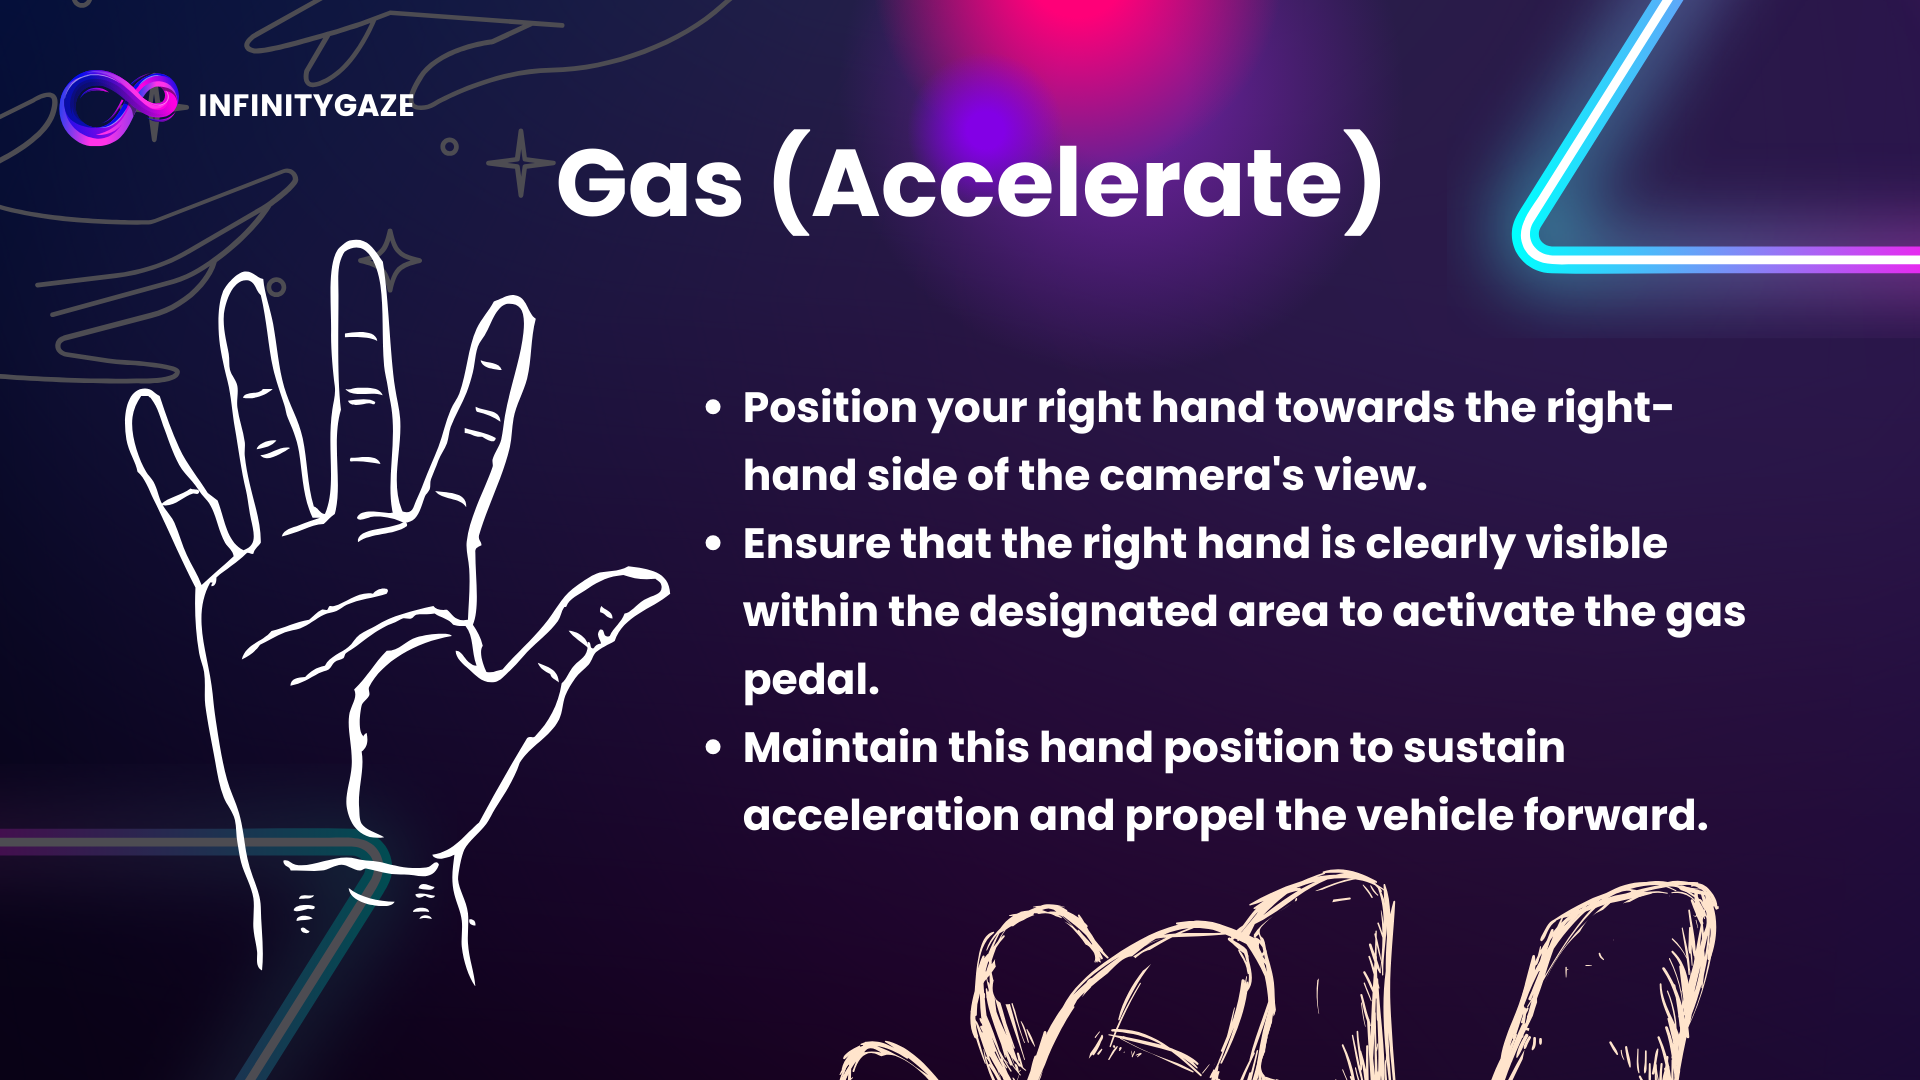 INFINITYGAZE
Gas (Accelerate)
• Position your right hand towards the right-
hand side of the camera's view.
• Ensure that the right hand is clearly visible
within the designated area to activate the gas
pedal.
• Maintain this hand position to sustain
acceleration and propel the vehicle forward.